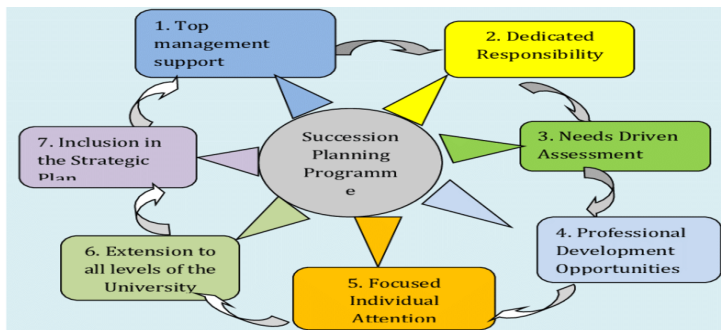 1. Top
management
support
2. Dedicated
Responsibility
3. Needs Driven
Assessment
4. Professional
Development
Opportunities
5. Focused
Individual
Attention
6. Extension to
all levels of the
University
7. Inclusion in
the Strategic
Plan
Succession
Planning
Programm
e